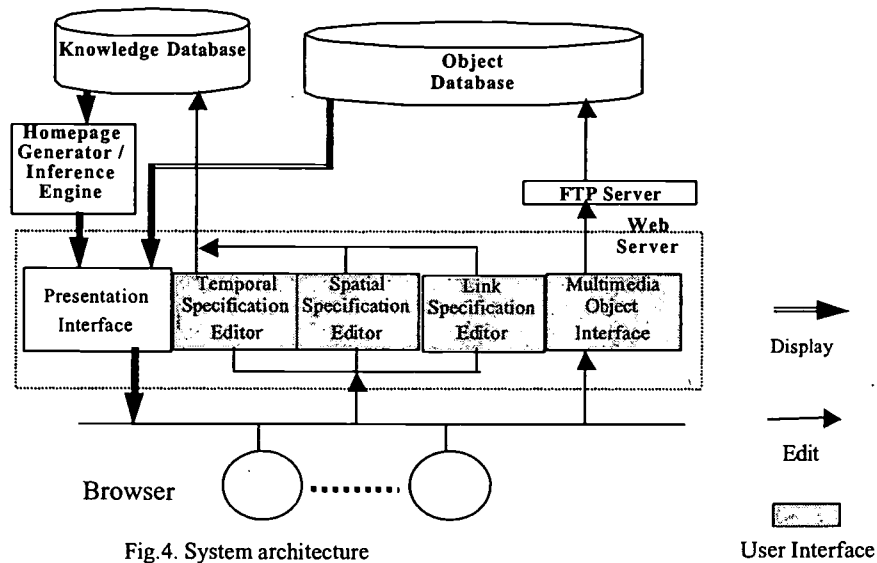 Knowledge Database
Object
Database
Homepage
Generator /
Inference
Engine
FTP Server
Web
Server
Presentation
Interface
Temporal
Specification
Editor
Spatial
Specification
Editor
Link
Specification
Editor
Multimedia
Object
Interface
Display
Edit
Browser
User Interface
Fig.4. System architecture